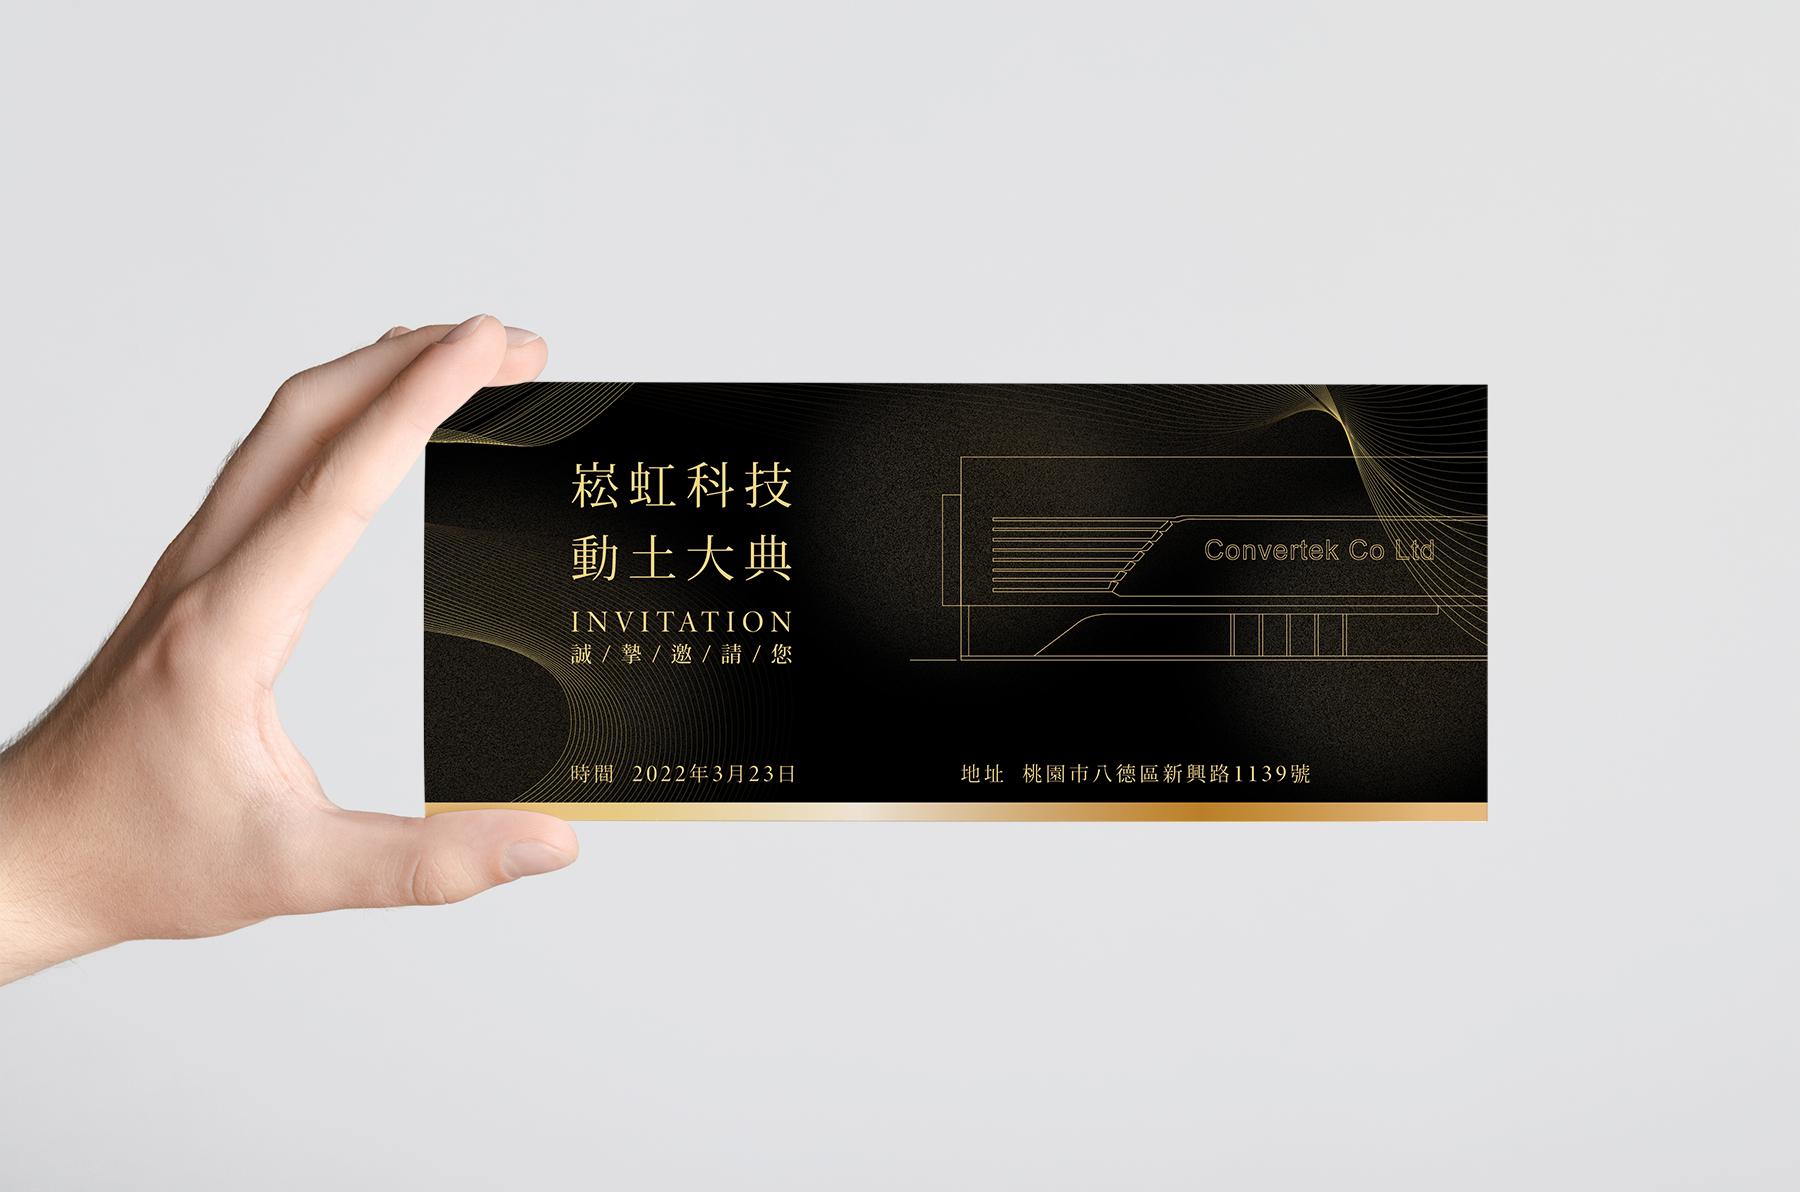 崧虹科技
動土大典
INVITATION
誠/摯/邀/請/您
Convertek Co Ltd
時間 2022年3月23日
地址 桃園市八德區新興路1139號